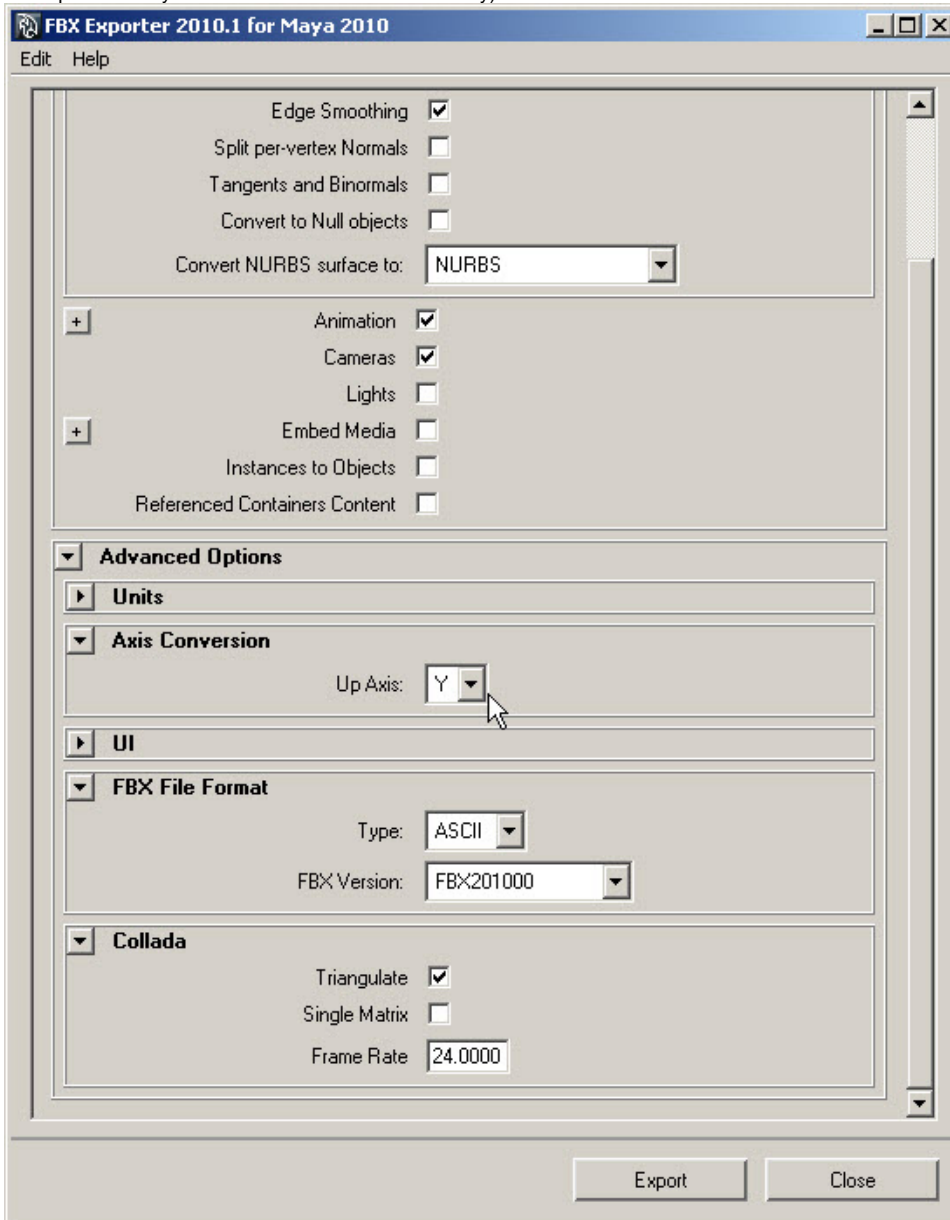 FBX Exporter 2010.1 for Maya 2010
Edit Help
Edge Smoothing
Split per-vertex Normals
Tangents and Binormals
Convert to Null objects
Convert NURBS surface to: NURBS
+ Animation
Cameras
Lights
+ Embed Media
Instances to Objects
Referenced Containers Content
Advanced Options
Units
Axis Conversion
Up Axis: Y
UI
FBX File Format
Type: ASCII
FBX Version: FBX201000
Collada
Triangulate
Single Matrix
Frame Rate 24.0000
Export Close